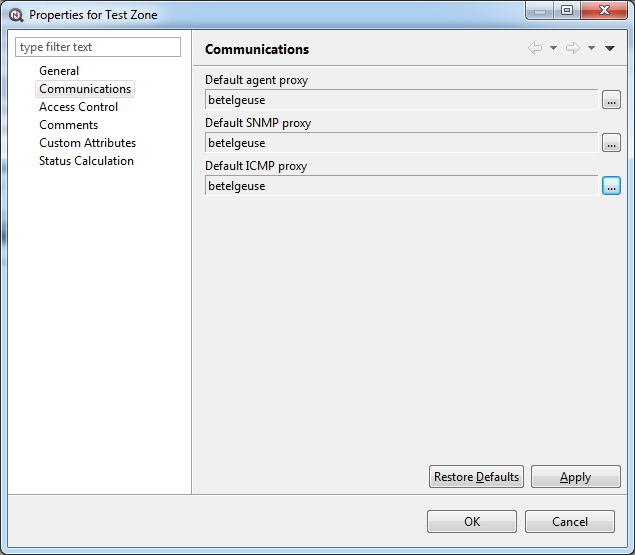 Properties for Test Zone
type filter text
General
Communications
Access Control
Comments
Custom Attributes
Status Calculation
Communications
Default agent proxy
betelgeuse
...
Default SNMP proxy
betelgeuse
...
Default ICMP proxy
betelgeuse
...
Restore Defaults
Apply
OK
Cancel